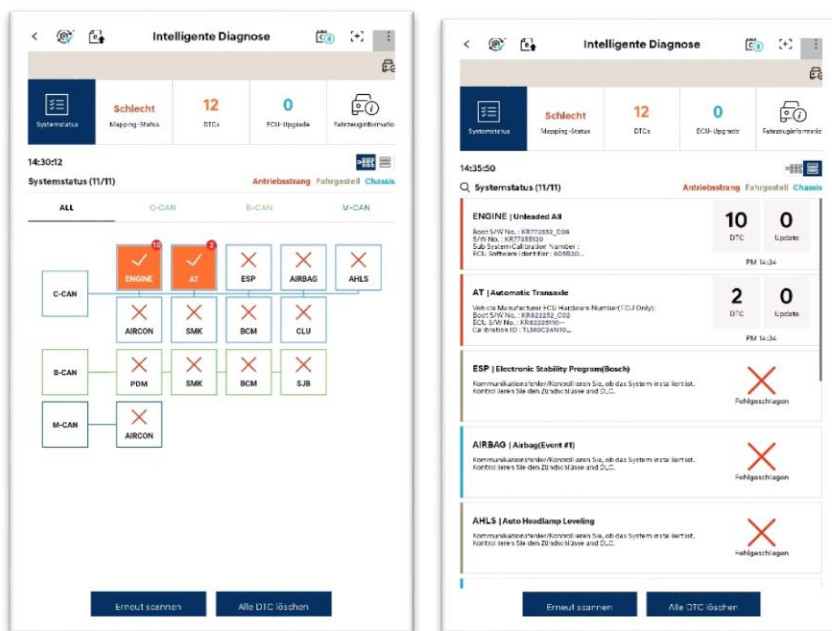 Intelligente Diagnose
Systemstatus
Schlecht
Mapping-Status
12
DTCs
0
ECU-Upgrade
Fahrzeuginformatio
14:30:12
Systemstatus (11/11)
Antriebsstrang Fahrgestell Chassis
ALL C-CAN B-CAN M-CAN
10 2
ENGINE AT ESP AIRBAG AHLS
C-CAN
AIRCON SMK BCM CLU
B-CAN
PDM SMK BCM SJB
M-CAN
AIRCON
Erneut scannen Alle DTC löschen
Intelligente Diagnose
Systemstatus
Schlecht
Mapping-Status
12
DTCs
0
ECU-Upgrade
Fahrzeuginformatio
14:35:50
Systemstatus (11/11)
Antriebsstrang Fahrgestell Chassis
ENGINE | Unleaded All
Sub System Calibration Number :
10 0
DTC Update
PM 14:34
AT | Automatic Transaxle
Vehicle Manufacturer ECU Hardware Number(TCU Only):
2 0
DTC Update
PM 14:34
ESP | Electronic Stability Program(Bosch)
Kommunikationsfehler/Kontrollieren Sie, ob das System installiert ist.
Kontrollieren Sie den Zündschlüssel und DLC.
Fehlgeschlagen
AIRBAG | Airbag(Event #1)
Kommunikationsfehler/Kontrollieren Sie, ob das System installiert ist.
Kontrollieren Sie den Zündschlüssel und DLC.
Fehlgeschlagen
AHLS | Auto Headlamp Leveling
Kommunikationsfehler/Kontrollieren Sie, ob das System installiert ist.
Kontrollieren Sie den Zündschlüssel und DLC.
Fehlgeschlagen
Erneut scannen Alle DTC löschen